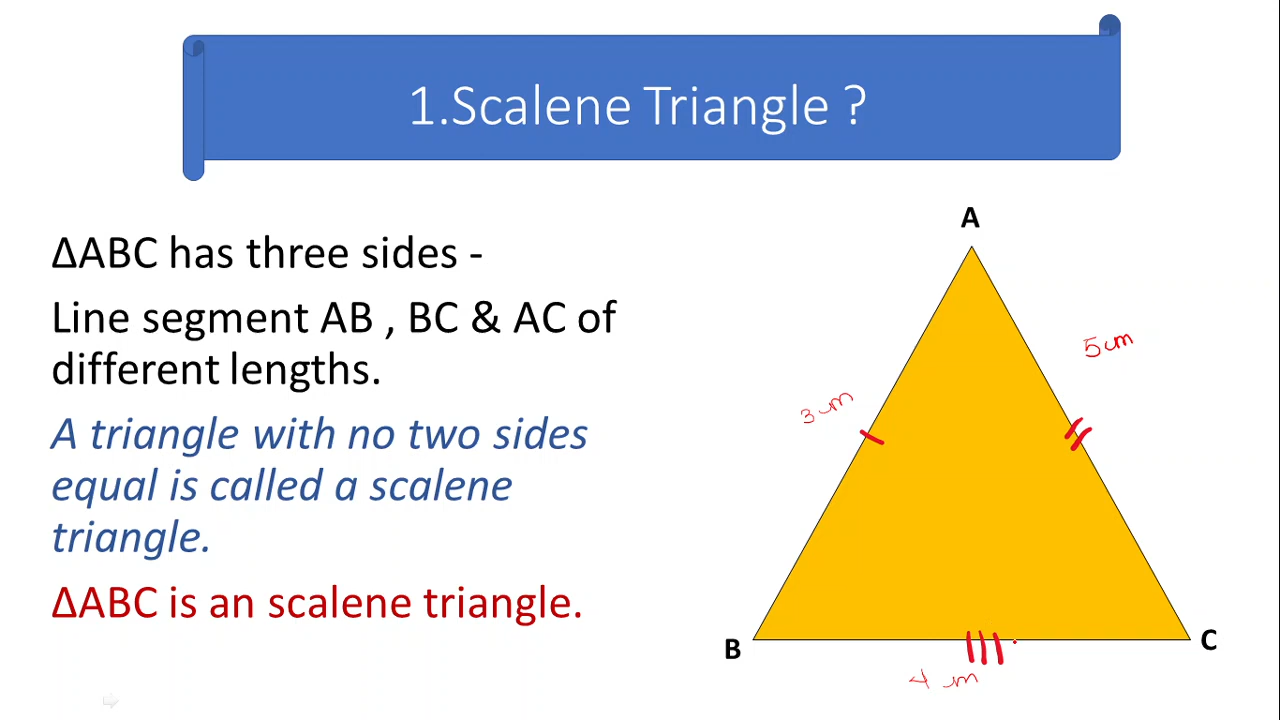 1.Scalene Triangle ?
ΔABC has three sides -
Line segment AB , BC & AC of
different lengths.
A triangle with no two sides
equal is called a scalene
triangle.
ΔABC is an scalene triangle.
A
5cm
3cm
B
C
4 m